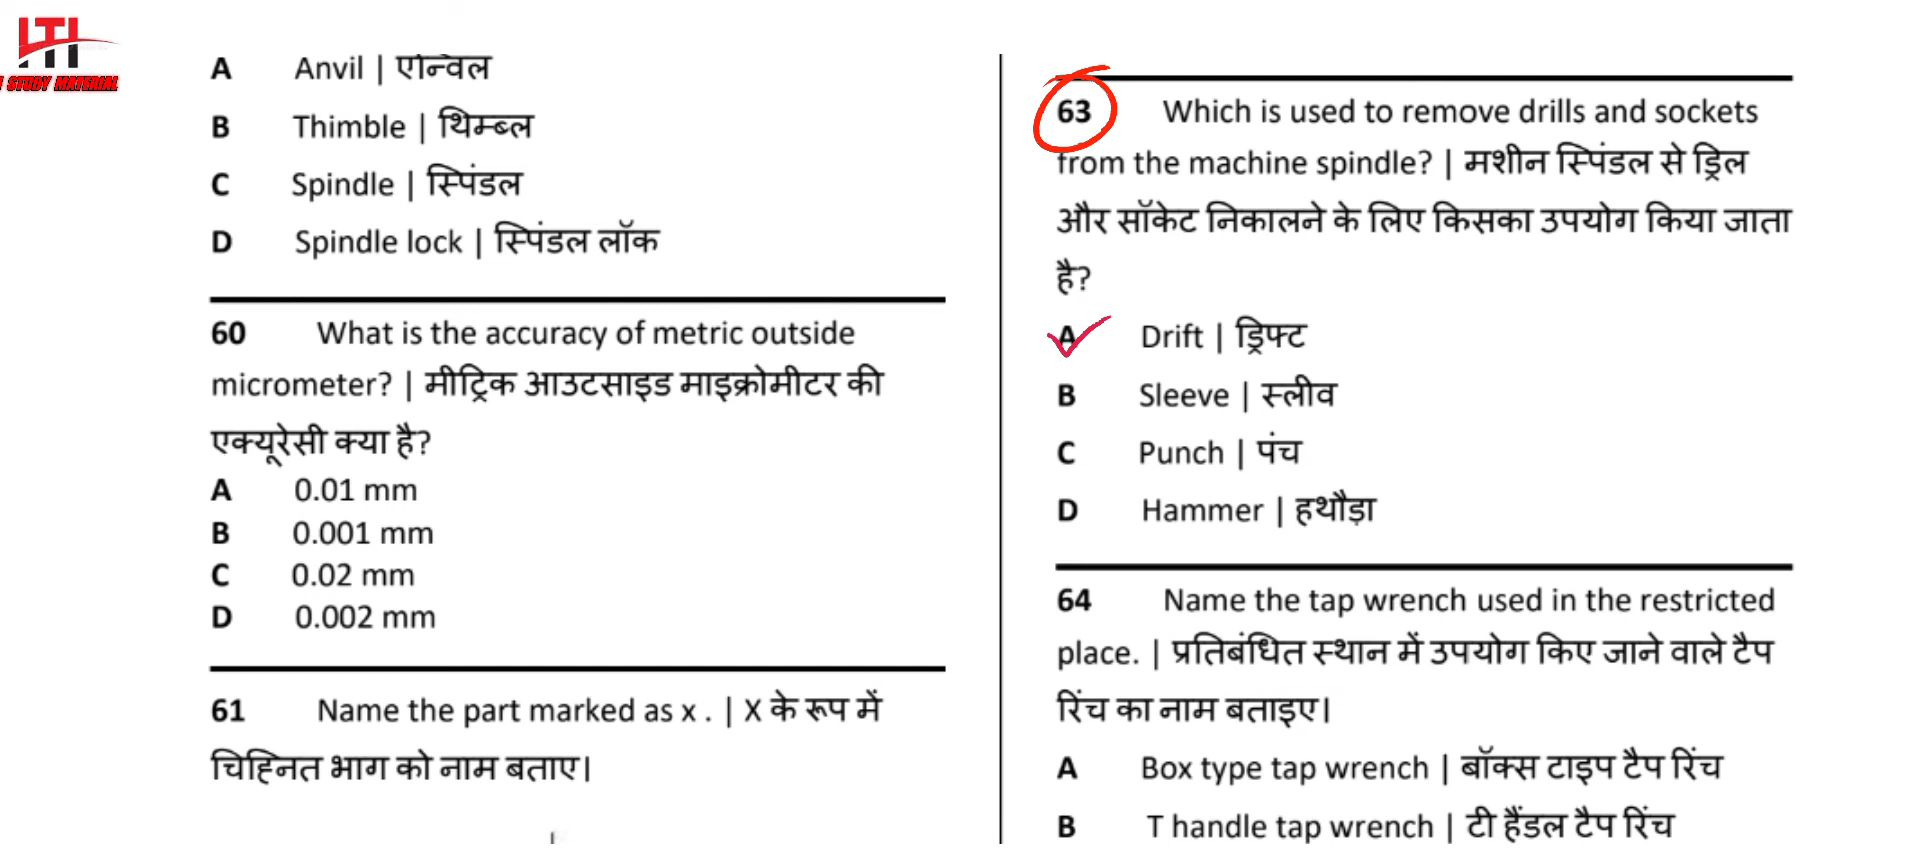 ITI
STUDY MATERIAL
A Anvil | एन्विल
B Thimble | थिम्ब्ल
C Spindle | स्पिंडल
D Spindle lock | स्पिंडल लॉक
60 What is the accuracy of metric outside
micrometer? | मीट्रिक आउटसाइड माइक्रोमीटर की
एक्यूरेसी क्या है?
A 0.01 mm
B 0.001 mm
C 0.02 mm
D 0.002 mm
61 Name the part marked as x . | X के रूप में
चिह्नित भाग को नाम बताए।
63 Which is used to remove drills and sockets
from the machine spindle? | मशीन स्पिंडल से ड्रिल
और सॉकेट निकालने के लिए किसका उपयोग किया जाता
है?
A Drift | ड्रिफ्ट
B Sleeve | स्लीव
C Punch | पंच
D Hammer | हथौड़ा
64 Name the tap wrench used in the restricted
place. | प्रतिबंधित स्थान में उपयोग किए जाने वाले टैप
रिंच का नाम बताइए।
A Box type tap wrench | बॉक्स टाइप टैप रिंच
B T handle tap wrench | टी हैंडल टैप रिंच